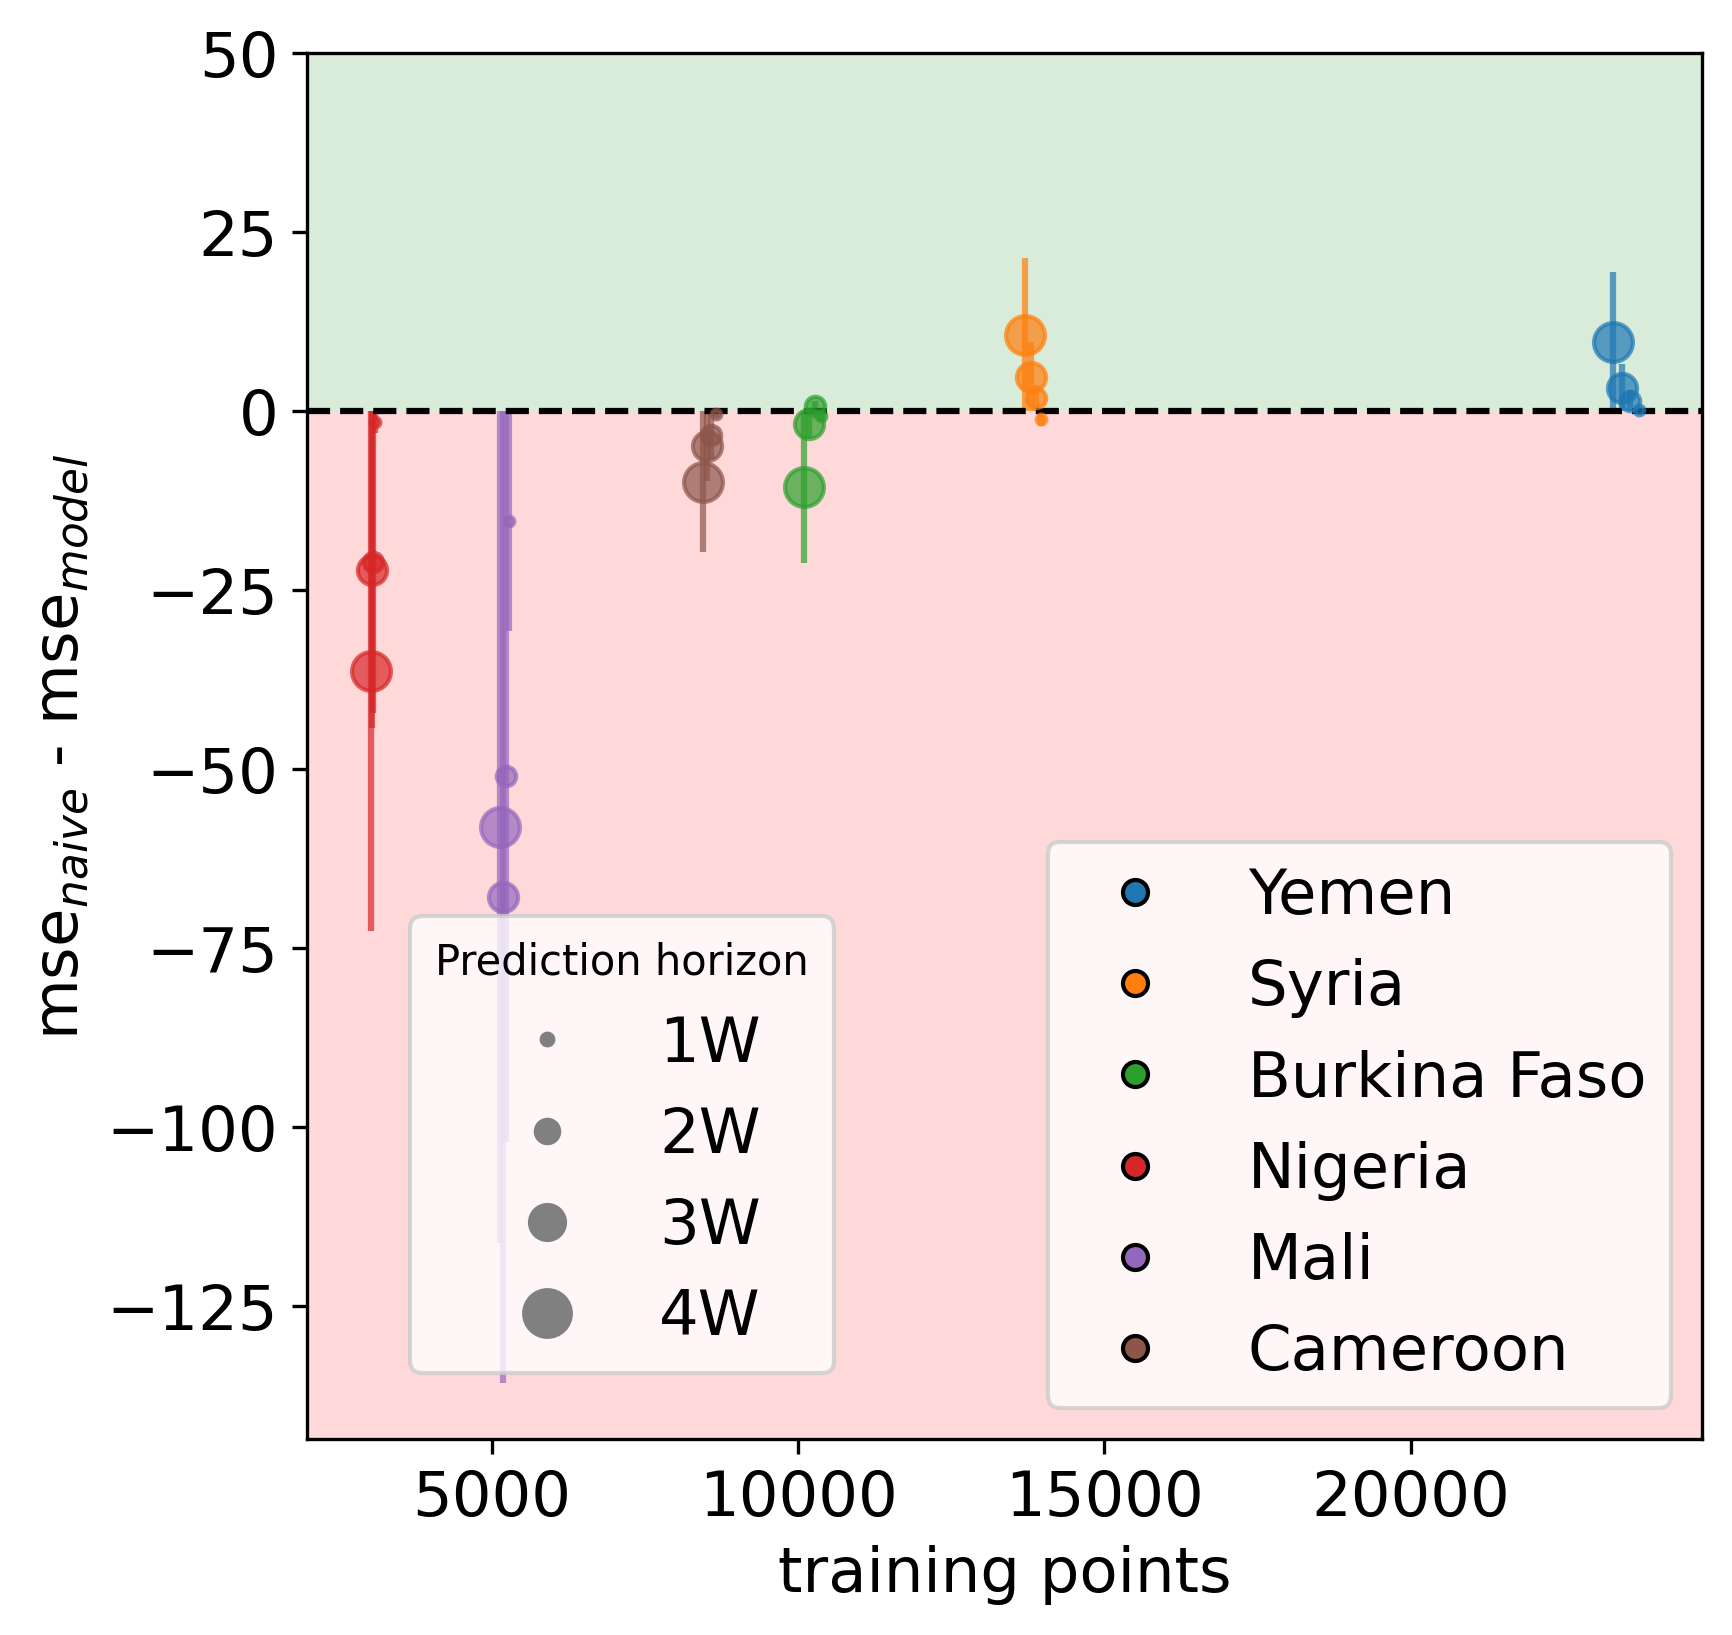 50
25
0
−25
−50
−75
−100
−125
mse_naive - mse_model
5000 10000 15000 20000
training points
Prediction horizon
1W
2W
3W
4W
Yemen
Syria
Burkina Faso
Nigeria
Mali
Cameroon